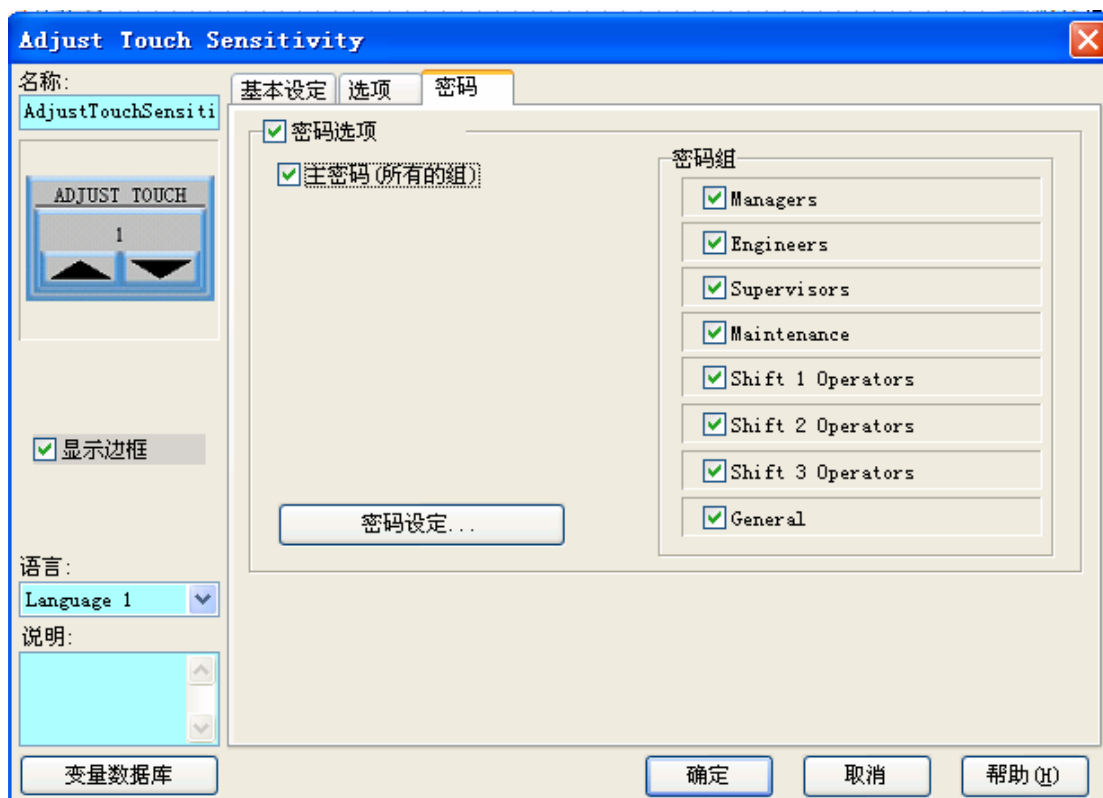 Adjust Touch Sensitivity
名称:
AdjustTouchSensiti
ADJUST TOUCH
1
显示边框
语言:
Language 1
说明:
变量数据库
基本设定 选项 密码
密码选项
主密码(所有的组)
密码设定...
密码组
Managers
Engineers
Supervisors
Maintenance
Shift 1 Operators
Shift 2 Operators
Shift 3 Operators
General
确定 取消 帮助(H)